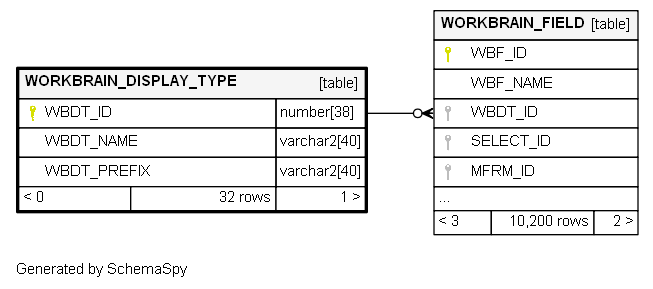 WORKBRAIN_DISPLAY_TYPE [table]
WBDT_ID number[38]
WBDT_NAME varchar2[40]
WBDT_PREFIX varchar2[40]
< 0 32 rows 1 >
WORKBRAIN_FIELD [table]
WBF_ID
WBF_NAME
WBDT_ID
SELECT_ID
MFRM_ID
...
< 3 10,200 rows 2 >
Generated by SchemaSpy